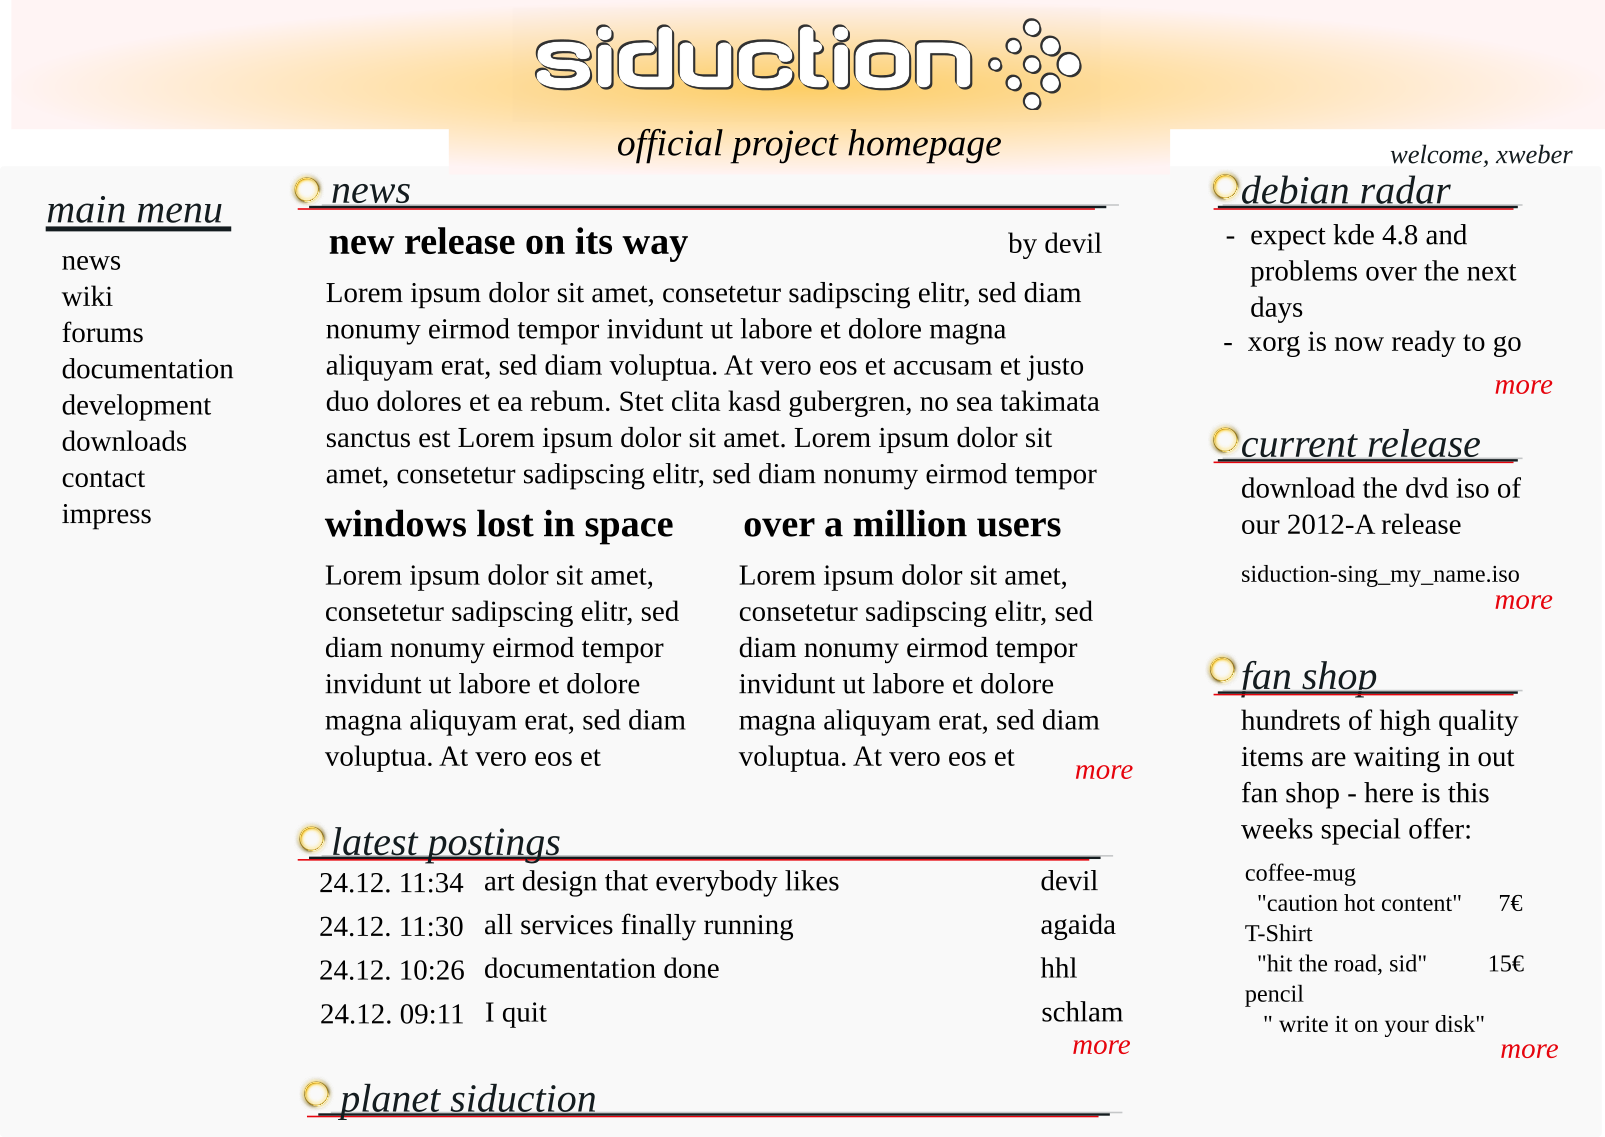 siduction
official project homepage
welcome, xweber
main menu
news
wiki
forums
documentation
development
downloads
contact
impress
news
new release on its way by devil
Lorem ipsum dolor sit amet, consetetur sadipscing elitr, sed diam
nonumy eirmod tempor invidunt ut labore et dolore magna
aliquyam erat, sed diam voluptua. At vero eos et accusam et justo
duo dolores et ea rebum. Stet clita kasd gubergren, no sea takimata
sanctus est Lorem ipsum dolor sit amet. Lorem ipsum dolor sit
amet, consetetur sadipscing elitr, sed diam nonumy eirmod tempor
windows lost in space
Lorem ipsum dolor sit amet,
consetetur sadipscing elitr, sed
diam nonumy eirmod tempor
invidunt ut labore et dolore
magna aliquyam erat, sed diam
voluptua. At vero eos et
over a million users
Lorem ipsum dolor sit amet,
consetetur sadipscing elitr, sed
diam nonumy eirmod tempor
invidunt ut labore et dolore
magna aliquyam erat, sed diam
voluptua. At vero eos et
more
latest postings
24.12. 11:34 art design that everybody likes devil
24.12. 11:30 all services finally running agaida
24.12. 10:26 documentation done hhl
24.12. 09:11 I quit schlam
more
planet siduction
debian radar
- expect kde 4.8 and
problems over the next
days
- xorg is now ready to go
more
current release
download the dvd iso of
our 2012-A release
siduction-sing_my_name.iso
more
fan shop
hundrets of high quality
items are waiting in out
fan shop - here is this
weeks special offer:
coffee-mug
"caution hot content" 7€
T-Shirt
"hit the road, sid" 15€
pencil
" write it on your disk"
more